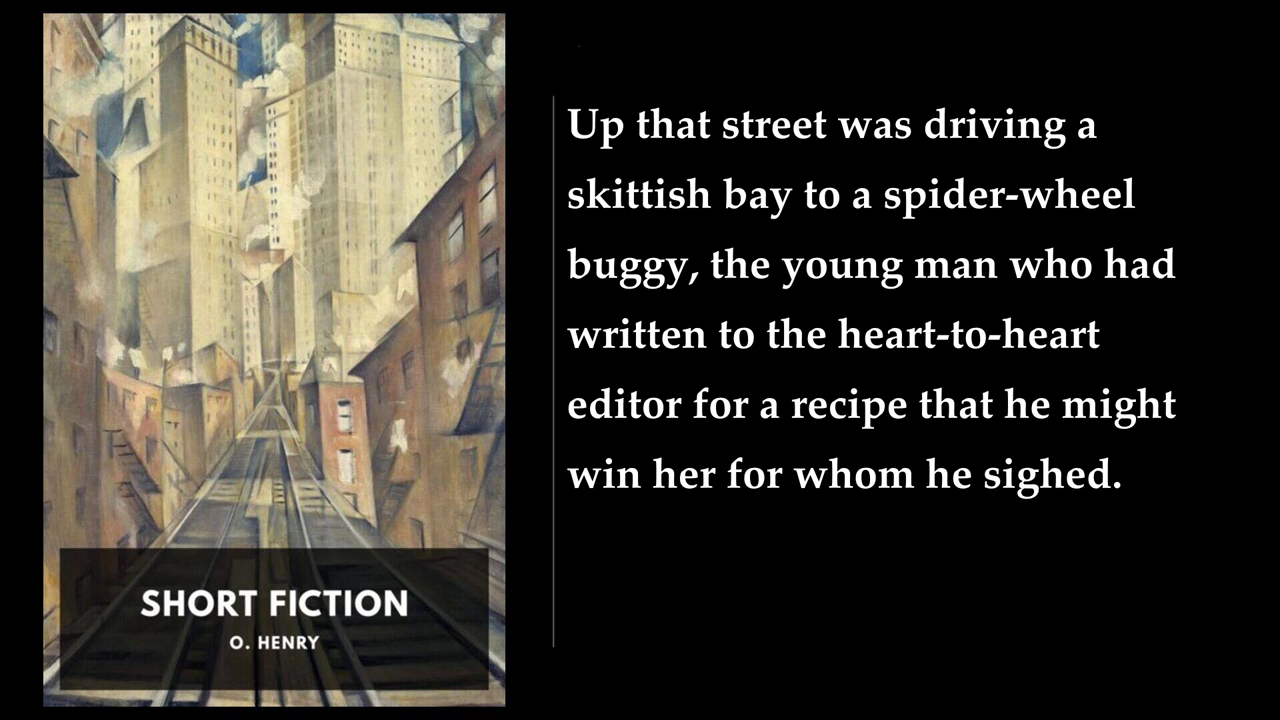 SHORT FICTION
O. HENRY
Up that street was driving a
skittish bay to a spider-wheel
buggy, the young man who had
written to the heart-to-heart
editor for a recipe that he might
win her for whom he sighed.